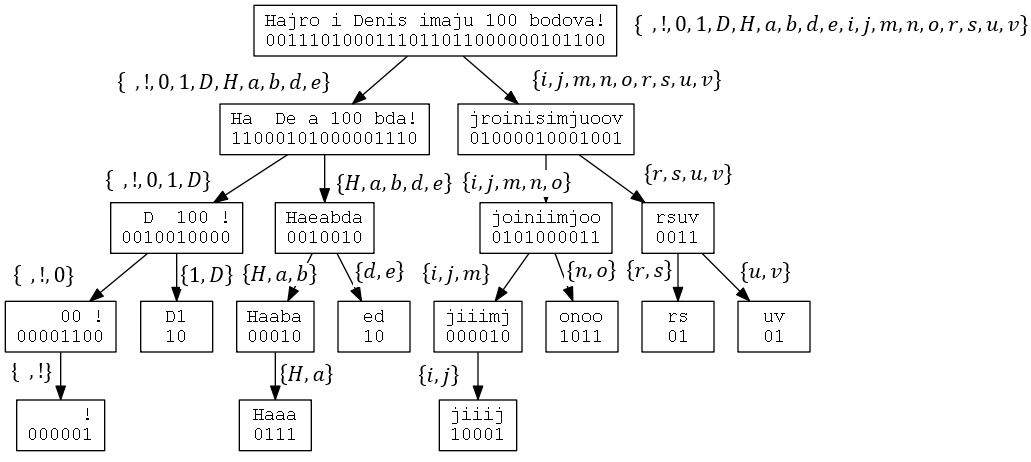 Hajro i Denis imaju 100 bodova!
0011101000111011011000000101100
{ ,!,0,1,D,H,a,b,d,e,i,j,m,n,o,r,s,u,v}
{ ,!,0,1,D,H,a,b,d,e}
{i,j,m,n,o,r,s,u,v}
Ha  De a 100 bda!
110001010000011110
jroinisimjuoov
01000010001001
{ ,!,0,1,D}
{H,a,b,d,e}
{i,j,m,n,o}
{r,s,u,v}
D  100 !
0010010000
Haeabda
0010010
joiniimjoo
0101000011
rsuv
0011
{ ,!,0}
{1,D}
{H,a,b}
{d,e}
{i,j,m}
{n,o}
{r,s}
{u,v}
00 !
00001100
D1
10
Haaba
00010
ed
10
jiiimj
000010
onoo
1011
rs
01
uv
01
{ ,!}
{H,a}
{i,j}
!
000001
Haaa
0111
jiiij
10001